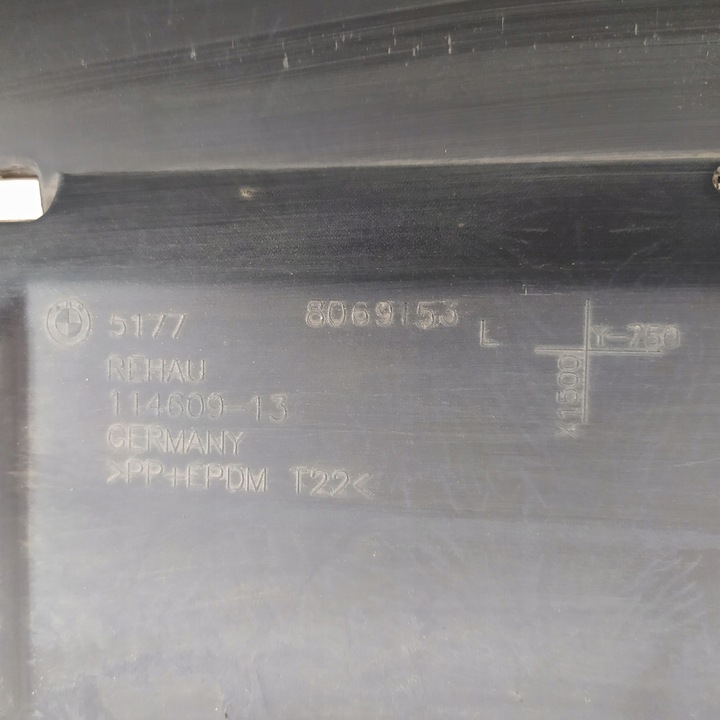 5177 8069153 L
REHAU
114609-13
GERMANY
>PP+EPDM T22<
Y-750
X1500